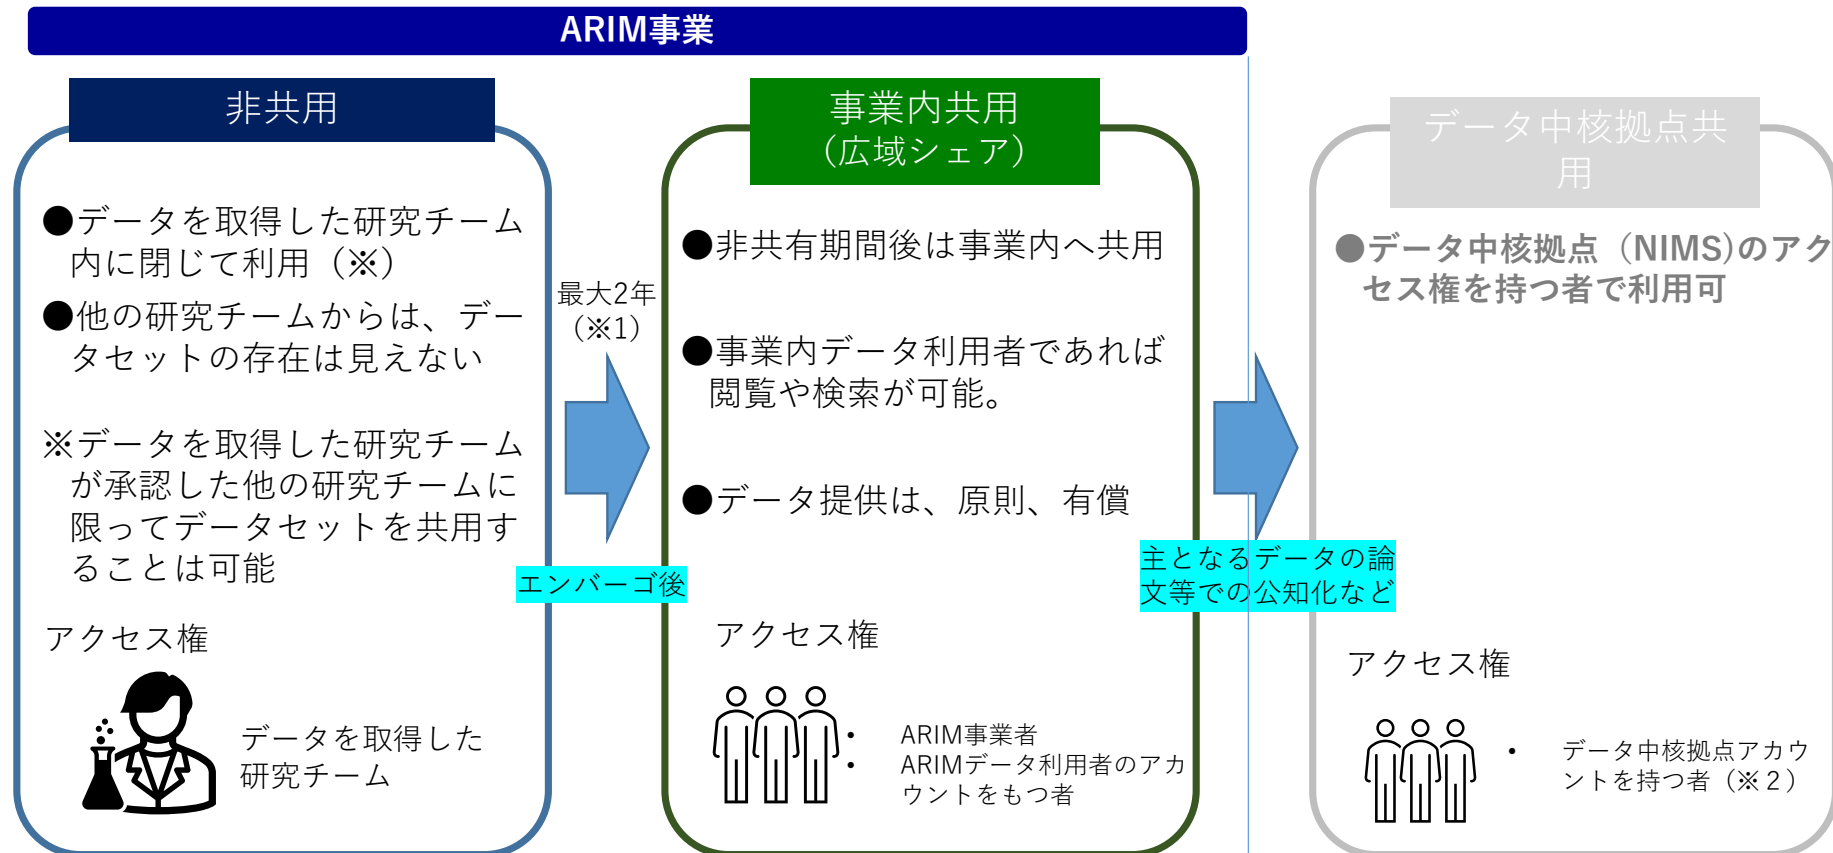 ARIM事業
非共用
●データを取得した研究チーム
内に閉じて利用（※）
●他の研究チームからは、デー
タセットの存在は見えない
※データを取得した研究チーム
が承認した他の研究チームに
限ってデータセットを共用す
ることは可能
アクセス権
データを取得した
研究チーム
最大2年
（※1）
エンバーゴ後
事業内共用
（広域シェア）
●非共有期間後は事業内へ共用
●事業内データ利用者であれば
閲覧や検索が可能。
●データ提供は、原則、有償
アクセス権
• ARIM事業者
• ARIMデータ利用者のアカ
ウントをもつ者
主となるデータの論
文等での公知化など
データ中核拠点共
用
●データ中核拠点（NIMS)のアク
セス権を持つ者で利用可
アクセス権
• データ中核拠点アカウ
ントを持つ者（※２）